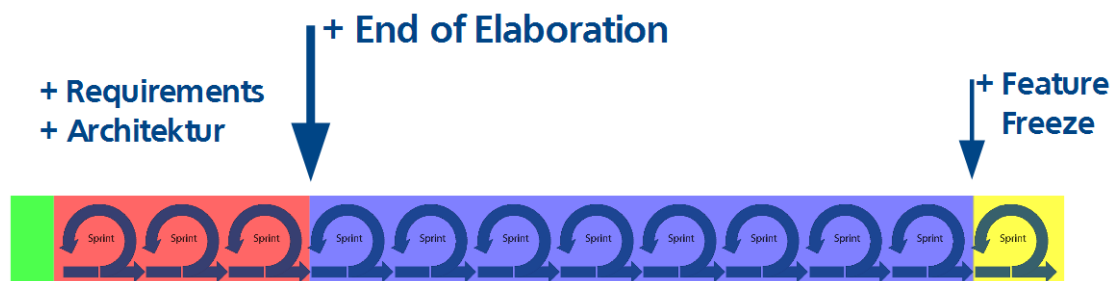 + End of Elaboration
+ Requirements
+ Architektur
+ Feature
Freeze
Sprint Sprint Sprint Sprint Sprint Sprint Sprint Sprint Sprint Sprint Sprint Sprint